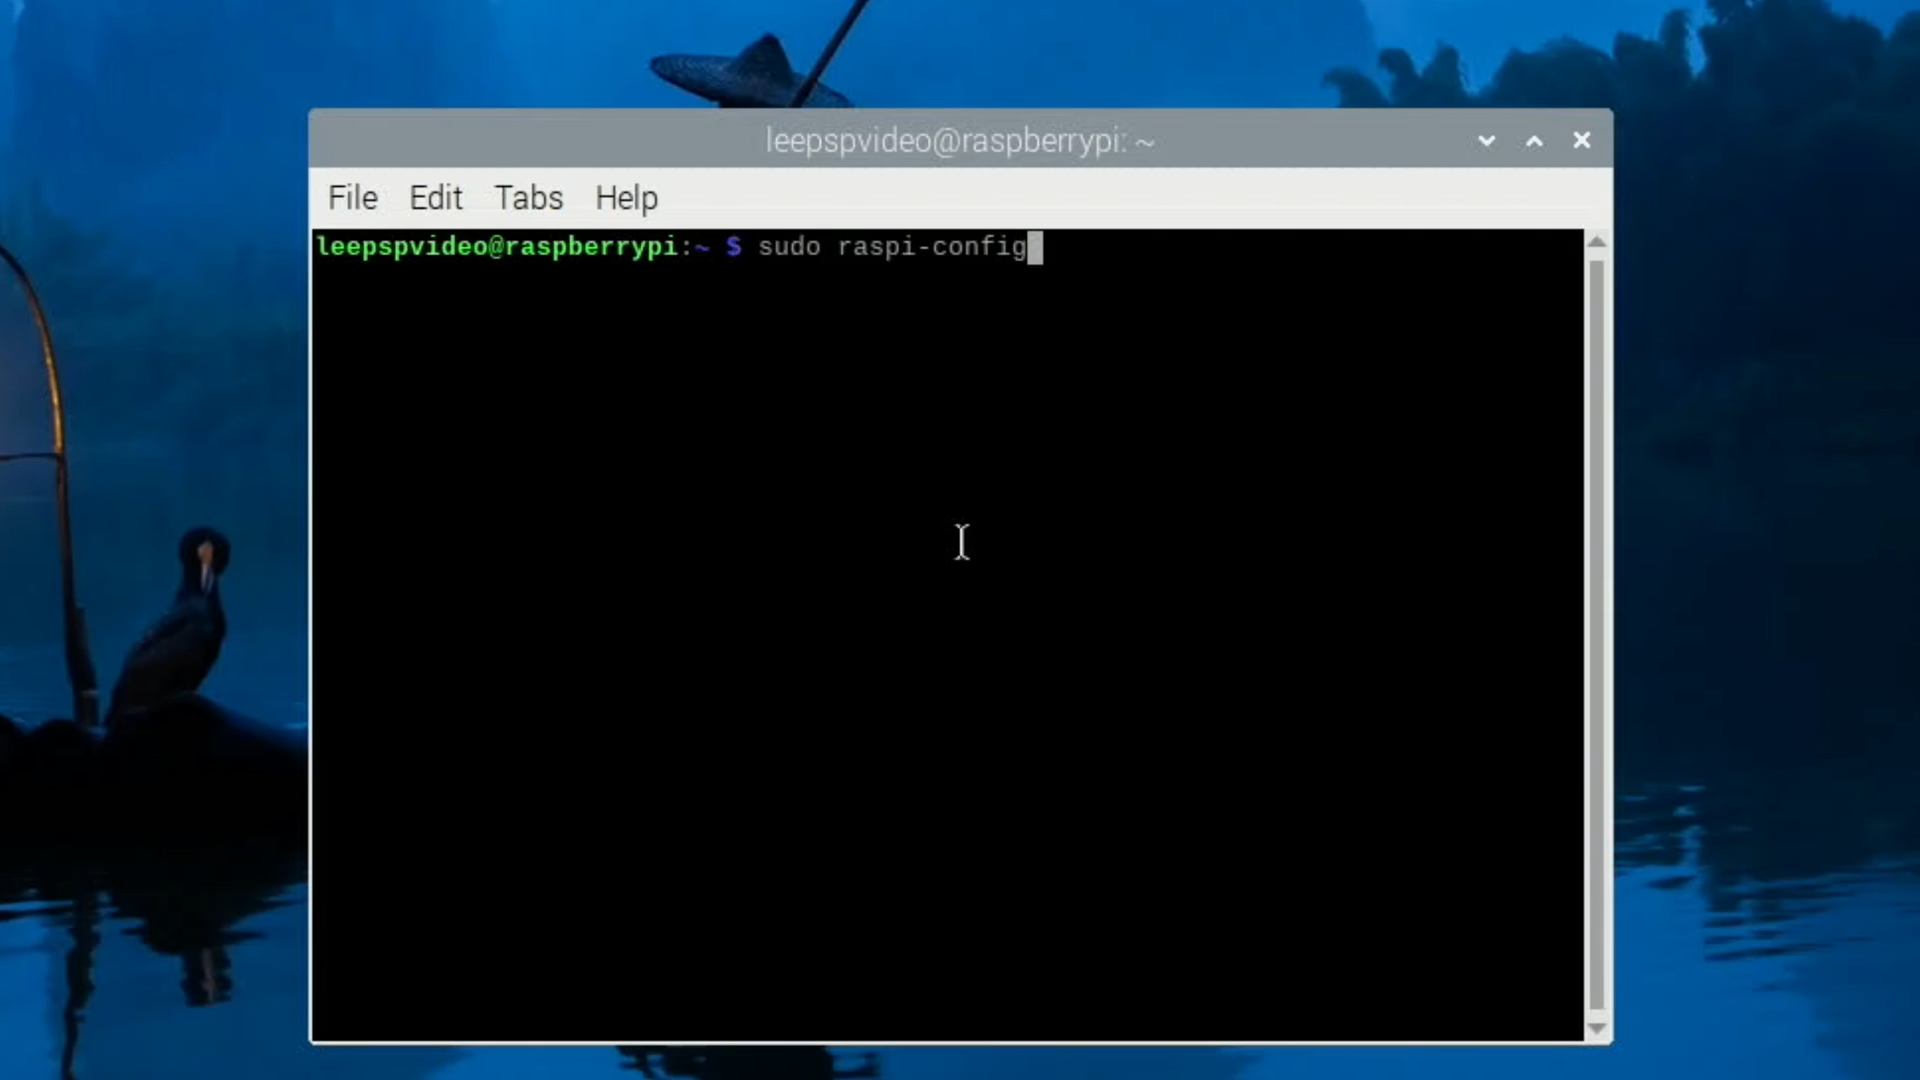 leepspvideo@raspberrypi: ~
File Edit Tabs Help
leepspvideo@raspberrypi:~ $ sudo raspi-config